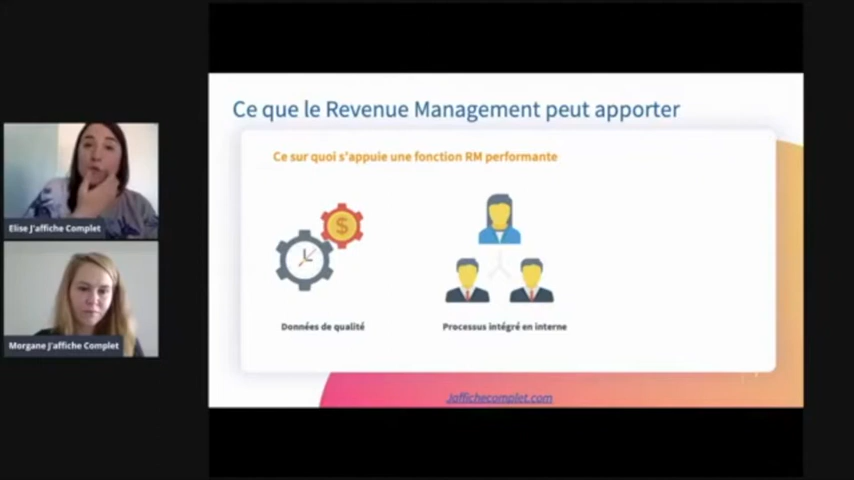 Ce que le Revenue Management peut apporter
Ce sur quoi s'appuie une fonction RM performante
$
Données de qualité
Processus intégré en interne
Jaffichecomplet.com
Elise J'affiche Complet
Morgane J'affiche Complet